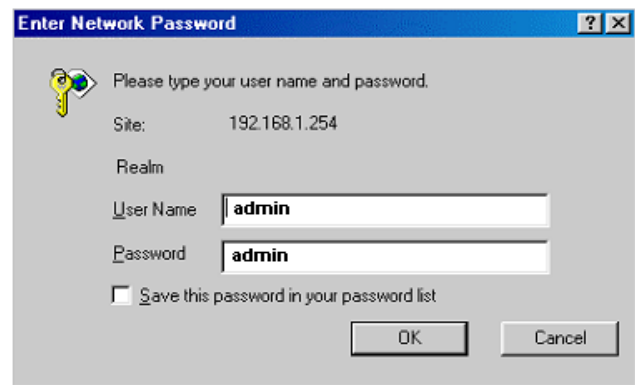 Enter Network Password
Please type your user name and password.
Site: 192.168.1.254
Realm
User Name admin
Password admin
Save this password in your password list
OK Cancel